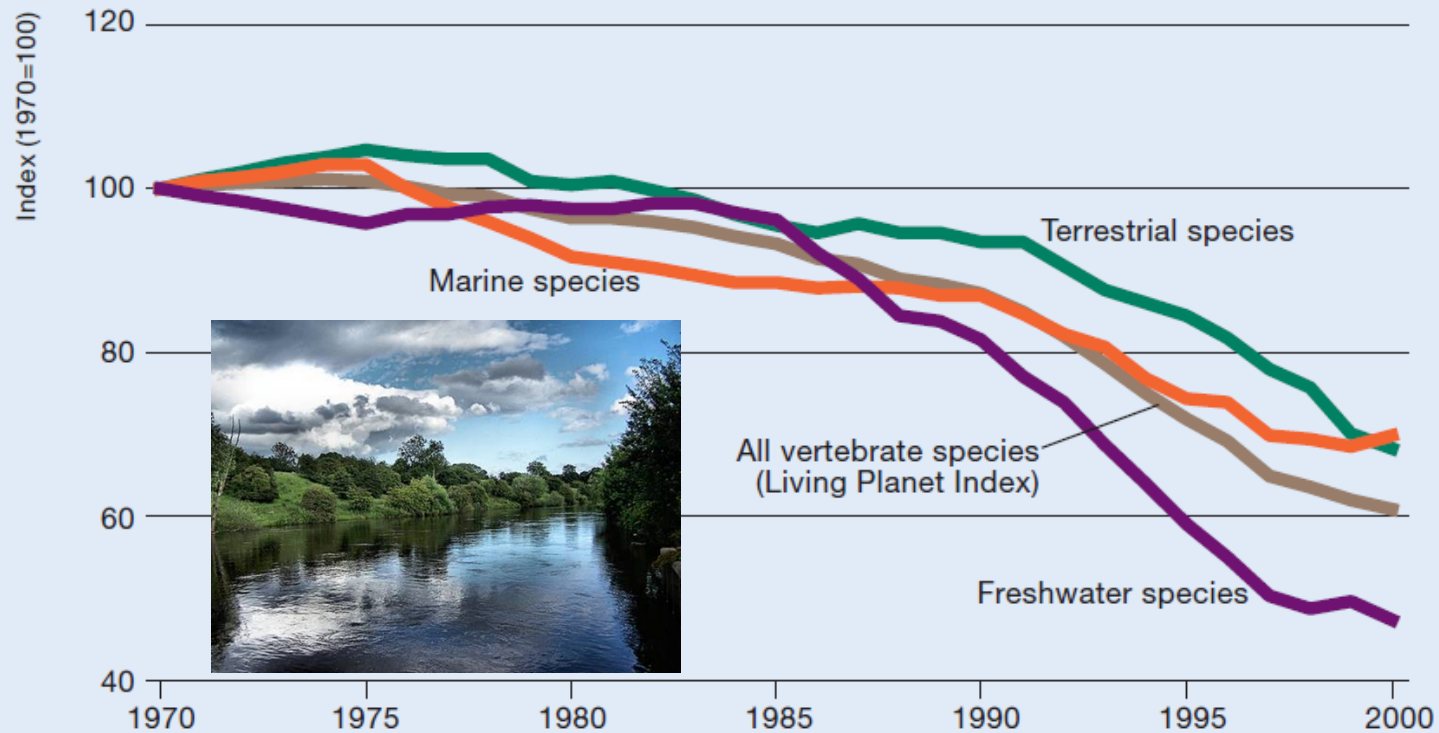 Index (1970=100)
120
100
80
60
40
Terrestrial species
Marine species
All vertebrate species
(Living Planet Index)
Freshwater species
1970 1975 1980 1985 1990 1995 2000